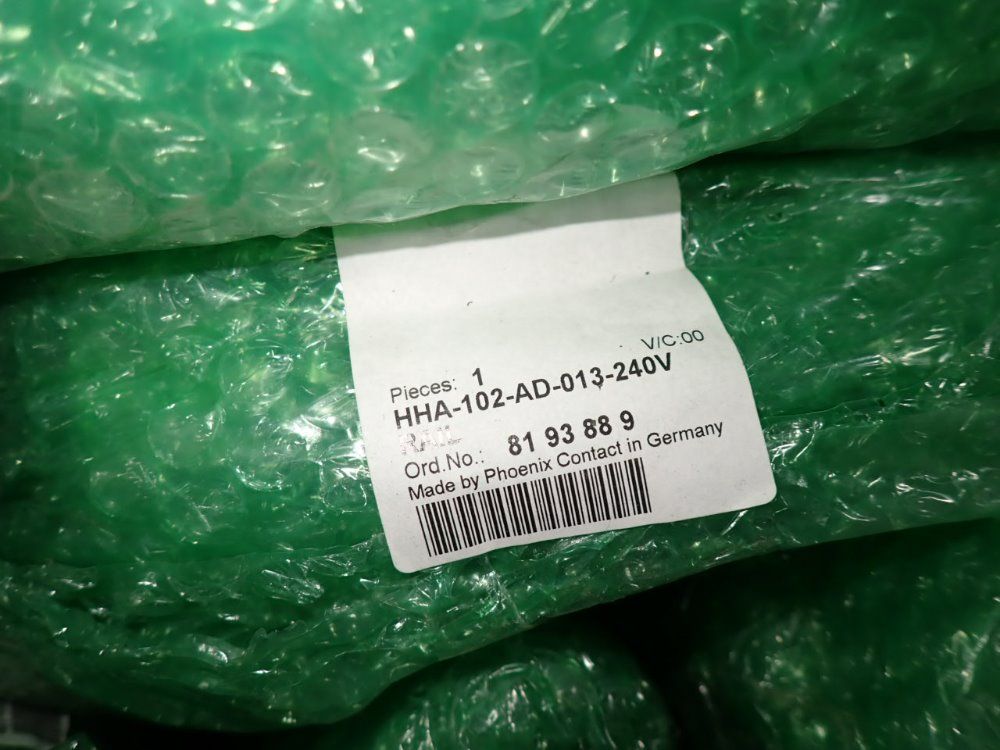 V/C:00
Pieces: 1
HHA-102-AD-013-240V
RAIL
Ord.No.: 81 93 88 9
Made by Phoenix Contact in Germany